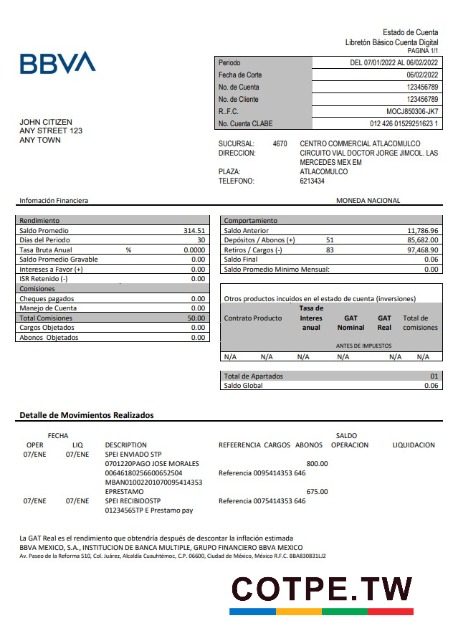 Estado de Cuenta
Libretón Básico Cuenta Digital
PAGINA 1/1
BBVA
Periodo DEL 07/01/2022 AL 06/02/2022
Fecha de Corte 06/02/2022
No. de Cuenta 123456789
No. de Cliente 123456789
R..F.C. MOCJ850306-JK7
No. Cuenta CLABE 012 426 01529251623 1
JOHN CITIZEN
ANY STREET 123
ANY TOWN
SUCURSAL: 4670 CENTRO COMMERCIAL ATLACOMULCO
DIRECCION: CIRCUITO VIAL DOCTOR JORGE JIMCOL. LAS
MERCEDES MEX EM
PLAZA: ATLACOMULCO
TELEFONO: 6213434
Infomación Financiera MONEDA NACIONAL
Rendimiento
Saldo Promedio 314.51
Dias del Periodo 30
Tasa Bruta Anual % 0.0000
Saldo Promedio Gravable 0.00
Intereses a Favor (+) 0.00
ISR Retenido (-) 0.00
Comisiones
Cheques pagados 0.00
Manejo de Cuenta 0.00
Total Comisiones 50.00
Cargos Objetados 0.00
Abonos Objetados 0.00
Comportamiento
Saldo Anterior 11,786.96
Depósitos / Abonos (+) 51 85,682.00
Retiros / Cargos (-) 83 97,468.90
Saldo Final 0.06
Saldo Promedio Minimo Mensual: 0.00
Otros productos incuidos en el estado de cuenta (inversiones)
Tasa de
Contrato Producto Interes GAT GAT Total de
anual Nominal Real comisiones
ANTES DE IMPUESTOS
N/A N/A N/A N/A N/A N/A
Total de Apartados 01
Saldo Global 0.06
Detalle de Movimientos Realizados
FECHA SALDO
OPER LIQ DESCRIPTION REFEERENCIA CARGOS ABONOS OPERACION LIQUIDACION
07/ENE 07/ENE SPEI ENVIADO STP
0701220PAGO JOSE MORALES 800.00
00646180256600652504 Referencia 0095414353 646
MBAN01002201070095414353
EPRESTAMO 675.00
07/ENE 07/ENE SPEI RECIBIDOSTP Referencia 0075414353 646
0123456STP E Prestamo pay
La GAT Real es el rendimiento que obtendría después de descontar la inflación estimada
BBVA MEXICO, S.A., INSTITUCION DE BANCA MULTIPLE, GRUPO FINANCIERO BBVA MEXICO
Av. Paseo de la Reforma 510, Col. Juárez, Alcaldía Cuauhtémoc, C.P. 06600, Ciudad de México, México R.F.C. BBA830831LJ2
COTPE.TW